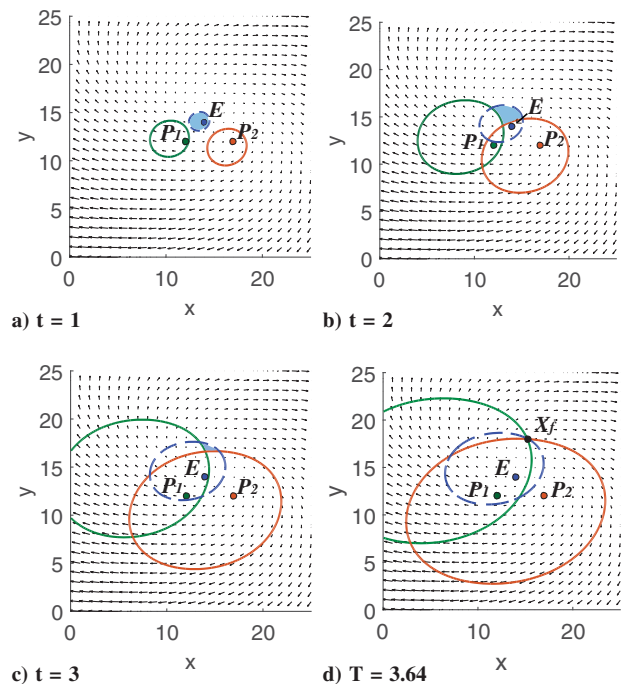 25
20
15
10
5
0
y
E
P1
P2
0 10 20
x
a) t = 1
25
20
15
10
5
0
y
E
P1
P2
0 10 20
x
b) t = 2
25
20
15
10
5
0
y
E
P1
P2
0 10 20
x
c) t = 3
25
20
15
10
5
0
y
Xf
E
P1
P2
0 10 20
x
d) T = 3.64